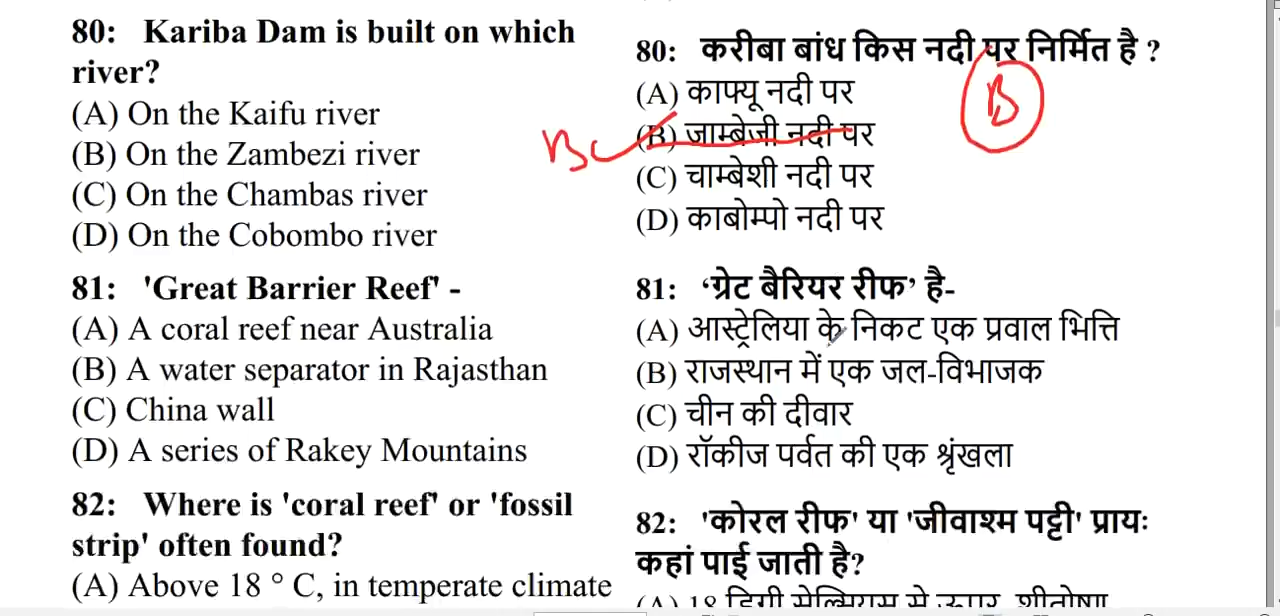 80: Kariba Dam is built on which
river?
(A) On the Kaifu river
(B) On the Zambezi river
(C) On the Chambas river
(D) On the Cobombo river
81: 'Great Barrier Reef' -
(A) A coral reef near Australia
(B) A water separator in Rajasthan
(C) China wall
(D) A series of Rakey Mountains
82: Where is 'coral reef' or 'fossil
strip' often found?
(A) Above 18 ° C, in temperate climate
80: करीबा बांध किस नदी पर निर्मित है ?
(A) काफ्यू नदी पर
B (B) जाम्बेजी नदी पर
B
(C) चाम्बेशी नदी पर
(D) काबोम्पो नदी पर
81: ‘ग्रेट बैरियर रीफ’ है-
(A) आस्ट्रेलिया के निकट एक प्रवाल भित्ति
(B) राजस्थान में एक जल-विभाजक
(C) चीन की दीवार
(D) रॉकीज पर्वत की एक श्रृंखला
82: 'कोरल रीफ' या 'जीवाश्म पट्टी' प्रायः
कहां पाई जाती है?
(A) 18 डिग्री सेल्सियस से ऊपर, शीतोष्ण